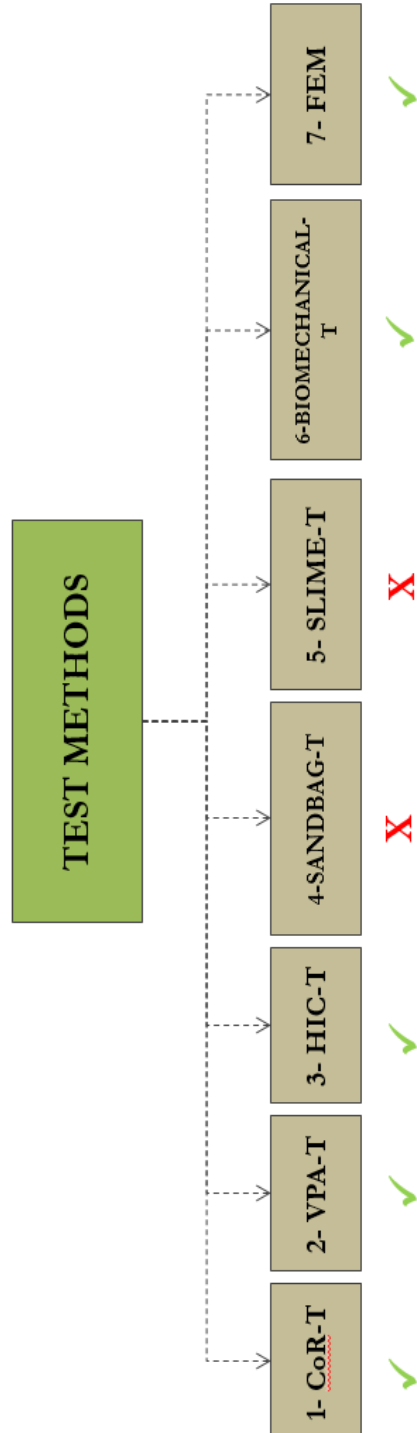 TEST METHODS
1- CoR-T
2- VPA-T
3- HIC-T
4-SANDBAG-T
5- SLIME-T
6-BIOMECHANICAL-
T
7- FEM
X
X